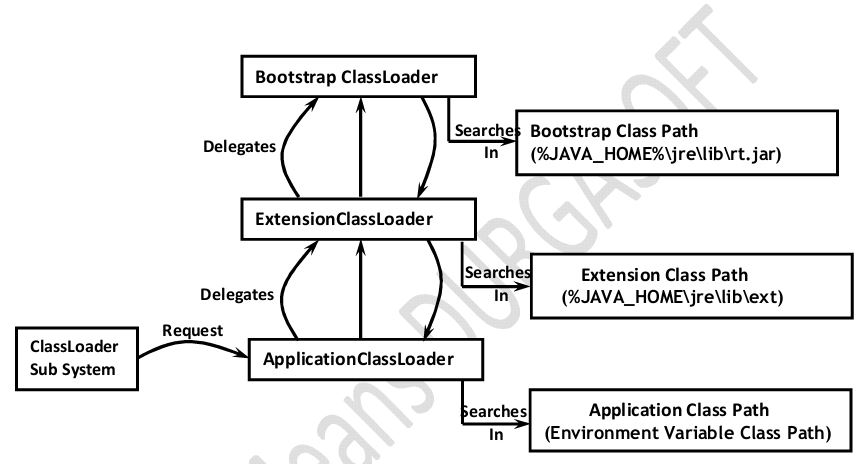 Bootstrap ClassLoader
Delegates
Searches
In
Bootstrap Class Path
(%JAVA_HOME%\jre\lib\rt.jar)
ExtensionClassLoader
Delegates
Searches
In
Extension Class Path
(%JAVA_HOME\jre\lib\ext)
Request
ClassLoader
Sub System
ApplicationClassLoader
Searches
In
Application Class Path
(Environment Variable Class Path)
means DURGASOFT